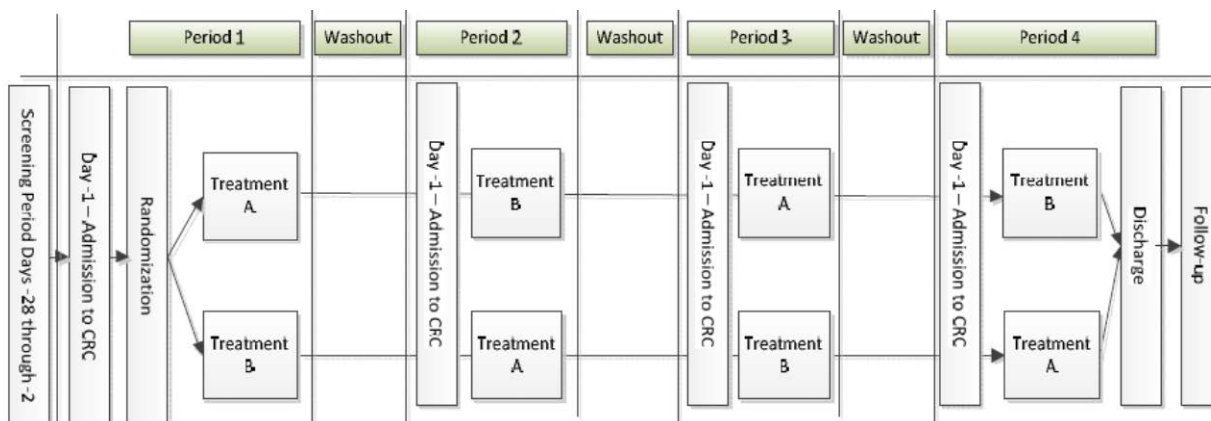 Period 1
Washout
Period 2
Washout
Period 3
Washout
Period 4
Screening Period Days -28 through -2
Day -1 – Admission to CRC
Randomization
Treatment
A
Treatment
B
Day -1 – Admission to CRC
Treatment
B
Treatment
A
Day -1 – Admission to CRC
Treatment
A
Treatment
B
Day -1 – Admission to CRC
Treatment
B
Treatment
A
Discharge
Follow-up